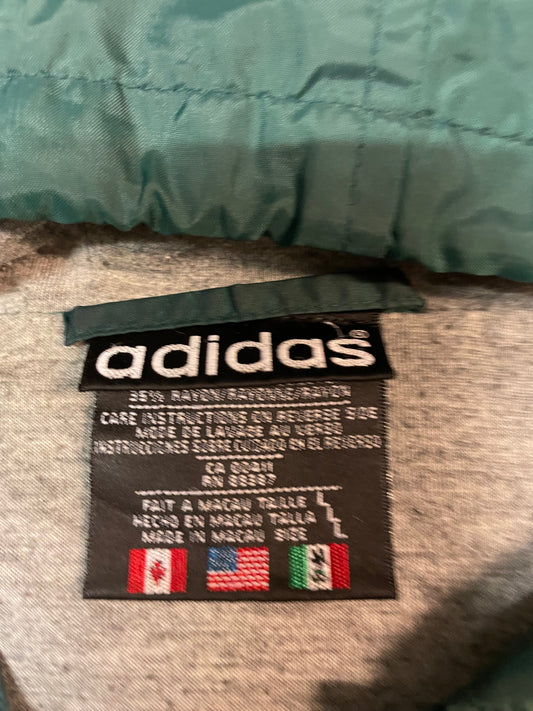 adidas®
35% RAYON/RAYONNE/RAYON
CARE INSTRUCTIONS ON REVERSE SIDE
MODE DE LAVAGE AU VERSO
INSTRUCCIONES SOBRE CUIDADO EN EL REVERSO
CA 00411
RN 88387
FAIT A MACAU TAILLE L
HECHO EN MACAU TALLA L
MADE IN MACAU SIZE L